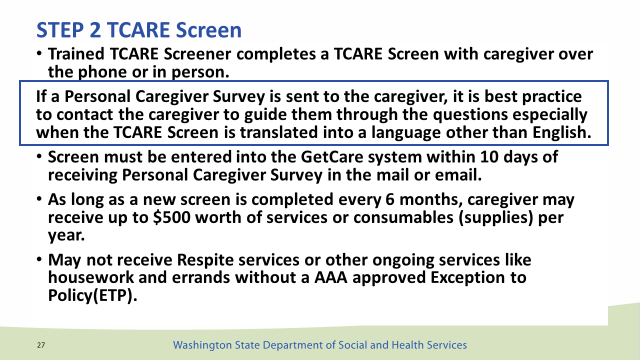 STEP 2 TCARE Screen
• Trained TCARE Screener completes a TCARE Screen with caregiver over
the phone or in person.
If a Personal Caregiver Survey is sent to the caregiver, it is best practice
to contact the caregiver to guide them through the questions especially
when the TCARE Screen is translated into a language other than English.
• Screen must be entered into the GetCare system within 10 days of
receiving Personal Caregiver Survey in the mail or email.
• As long as a new screen is completed every 6 months, caregiver may
receive up to $500 worth of services or consumables (supplies) per
year.
• May not receive Respite services or other ongoing services like
housework and errands without a AAA approved Exception to
Policy(ETP).
27
Washington State Department of Social and Health Services